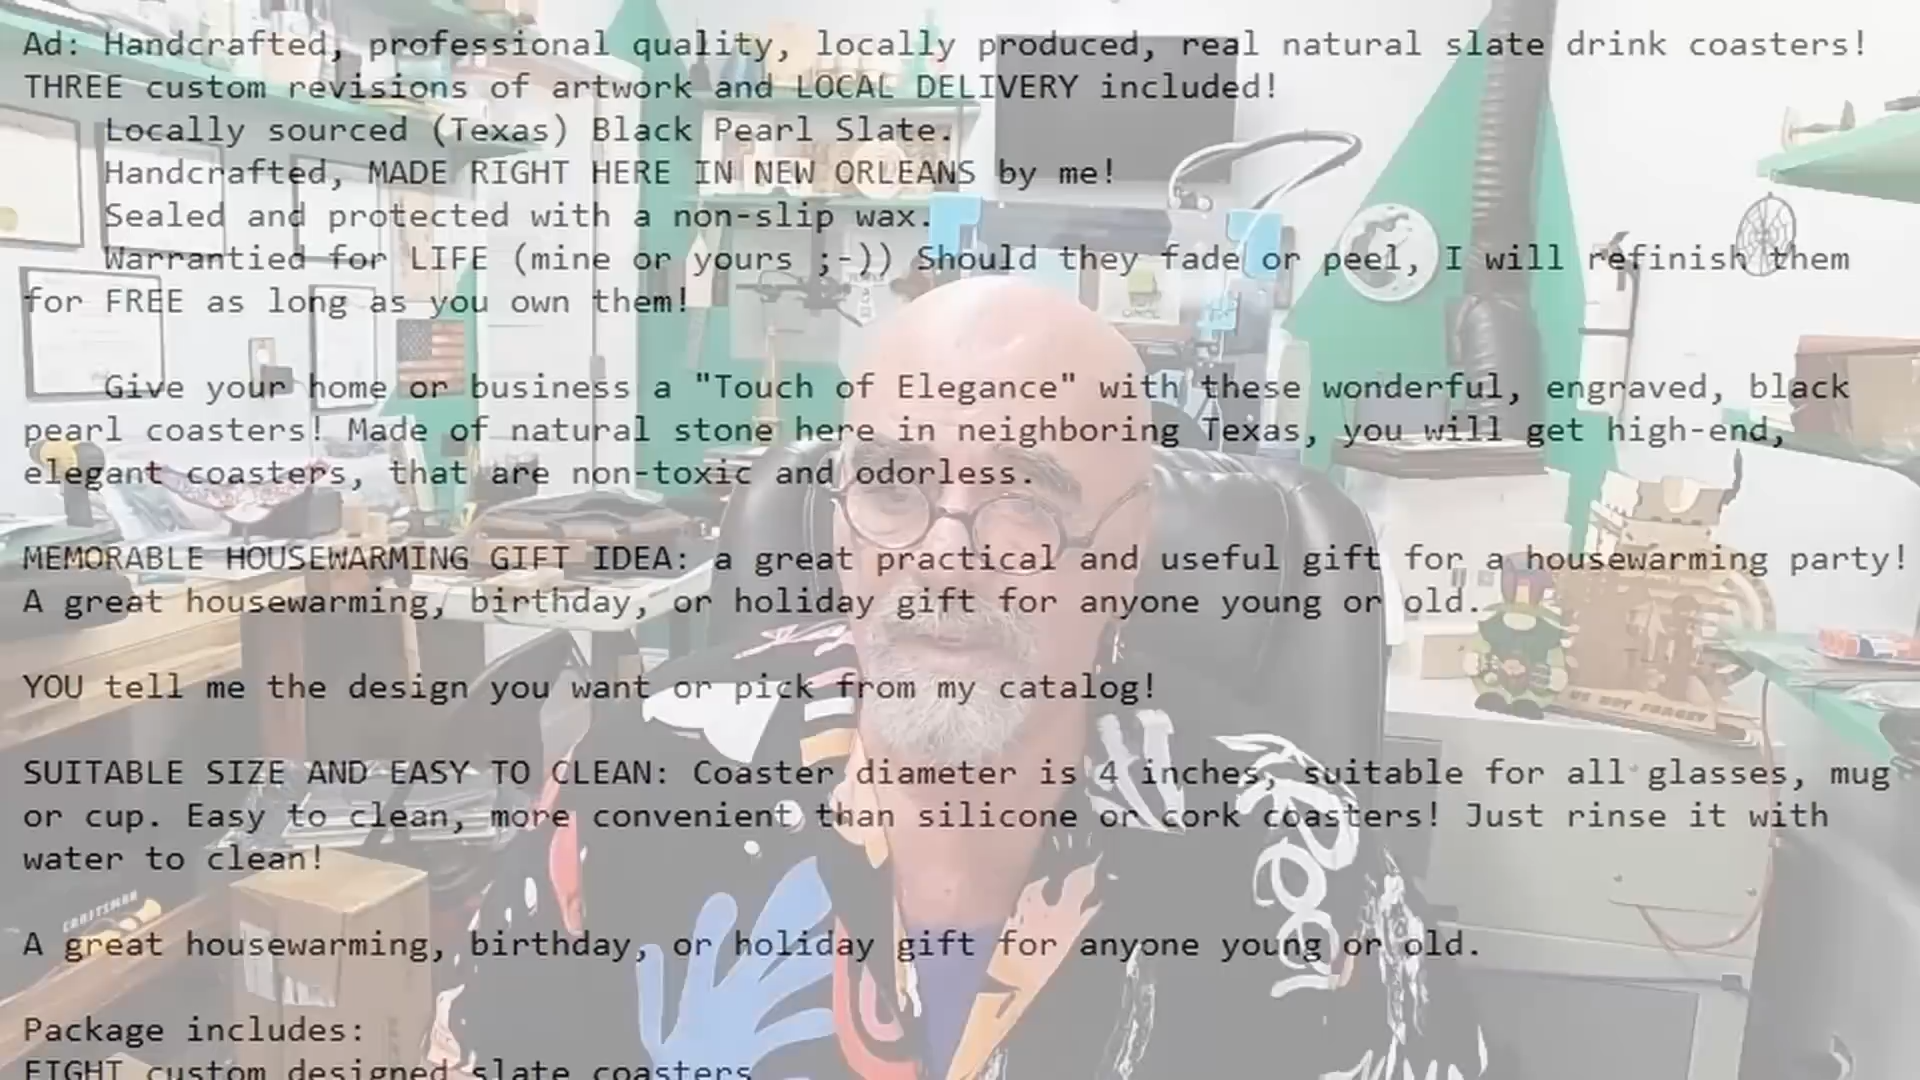 Ad: Handcrafted, professional quality, locally produced, real natural slate drink coasters!
THREE custom revisions of artwork and LOCAL DELIVERY included!
Locally sourced (Texas) Black Pearl Slate.
Handcrafted, MADE RIGHT HERE IN NEW ORLEANS by me!
Sealed and protected with a non-slip wax.
Warrantied for LIFE (mine or yours ;-)) Should they fade or peel, I will refinish them
for FREE as long as you own them!
Give your home or business a "Touch of Elegance" with these wonderful, engraved, black
pearl coasters! Made of natural stone here in neighboring Texas, you will get high-end,
elegant coasters, that are non-toxic and odorless.
MEMORABLE HOUSEWARMING GIFT IDEA: a great practical and useful gift for a housewarming party!
A great housewarming, birthday, or holiday gift for anyone young or old.
YOU tell me the design you want or pick from my catalog!
SUITABLE SIZE AND EASY TO CLEAN: Coaster diameter is 4 inches, suitable for all glasses, mug
or cup. Easy to clean, more convenient than silicone or cork coasters! Just rinse it with
water to clean!
A great housewarming, birthday, or holiday gift for anyone young or old.
Package includes:
EIGHT custom designed slate coasters
CRAFTSMAN
NOT FORGET
Rebel